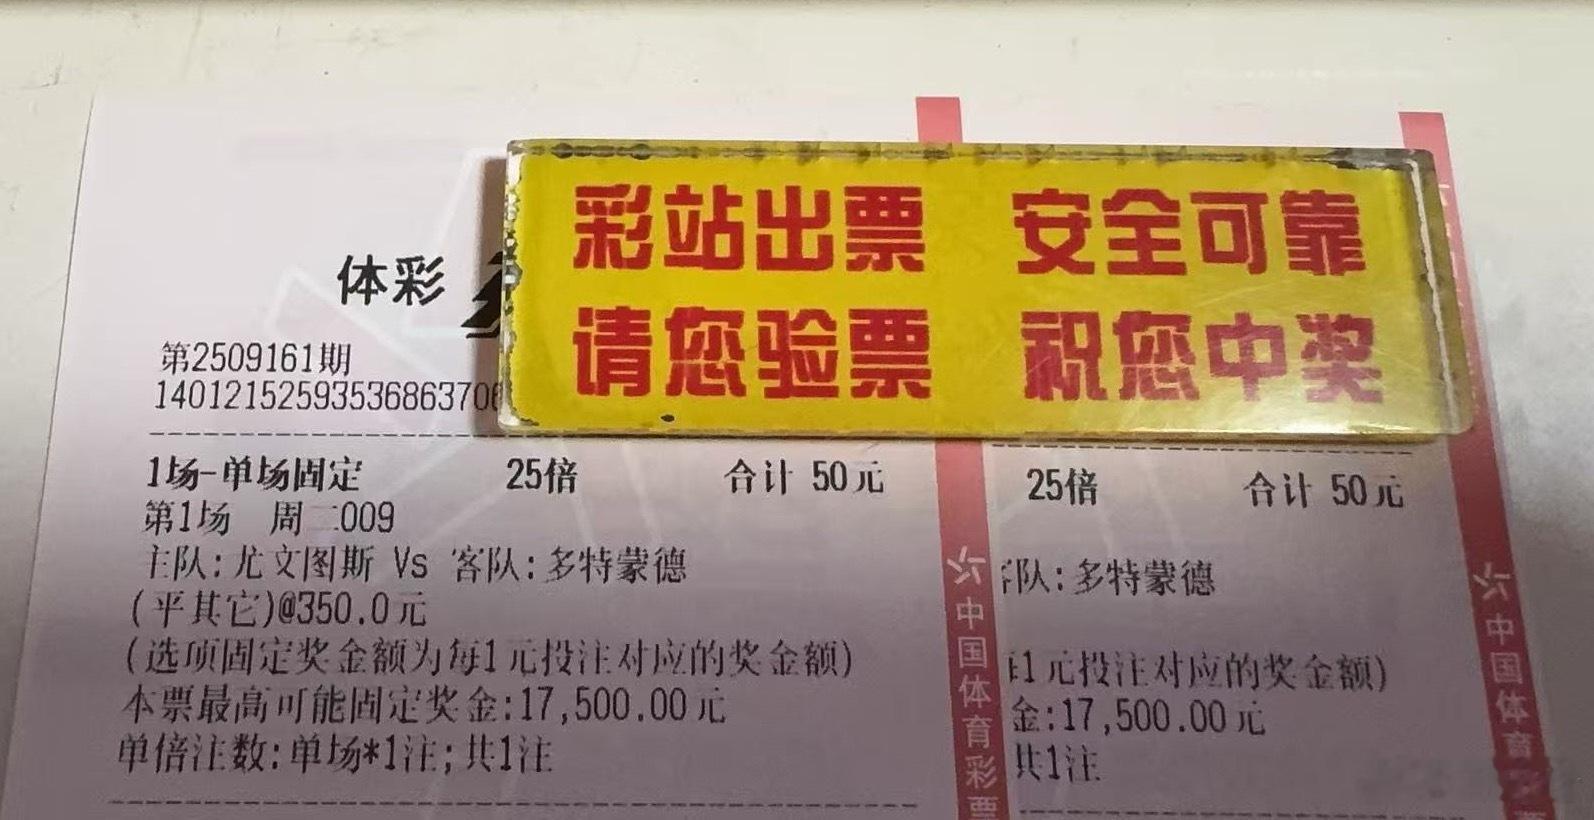 彩站出票 安全可靠
请您验票 祝您中奖
体彩
第2509161期
14012152593536863706
1场-单场固定 25倍 合计 50元
第1场 周二009
主队:尤文图斯 Vs 客队:多特蒙德
(平其它)@350.0元
(选项固定奖金额为每1元投注对应的奖金额)
本票最高可能固定奖金:17,500.00元
单倍注数:单场*1注;共1注
中国体育彩票
25倍 合计 50元
客队:多特蒙德
每1元投注对应的奖金额)
金:17,500.00元
共1注
中国体育彩票